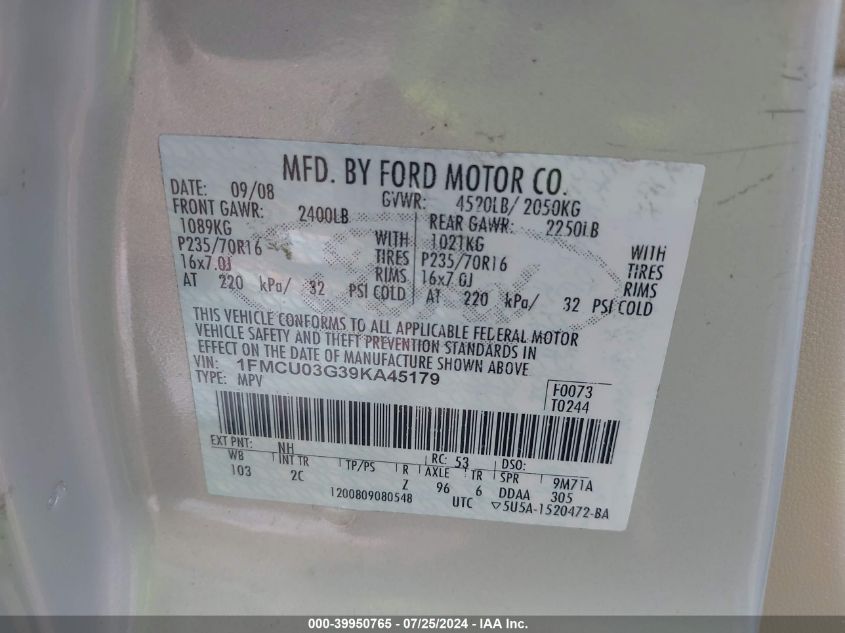 MFD. BY FORD MOTOR CO.
DATE: 09/08 GVWR: 4520LB/ 2050KG
FRONT GAWR: 2400LB REAR GAWR: 2250LB
1089KG WITH 1021KG WITH
P235/70R16 TIRES P235/70R16 TIRES
16x7.0J RIMS 16x7.0J RIMS
AT 220 kPa/ 32 PSI COLD AT 220 kPa/ 32 PSI COLD
THIS VEHICLE CONFORMS TO ALL APPLICABLE FEDERAL MOTOR
VEHICLE SAFETY AND THEFT PREVENTION STANDARDS IN
EFFECT ON THE DATE OF MANUFACTURE SHOWN ABOVE
VIN: 1FMCU03G39KA45179
TYPE: MPV
F0073
T0244
EXT PNT: NH RC: 53 DSO:
WB INT TR TP/PS R AXLE TR SPR 9M71A
103 2C Z 96 6 DDAA 305
1200809080548 UTC ▽5U5A-1520472-BA
000-39950765 - 07/25/2024 - IAA Inc.